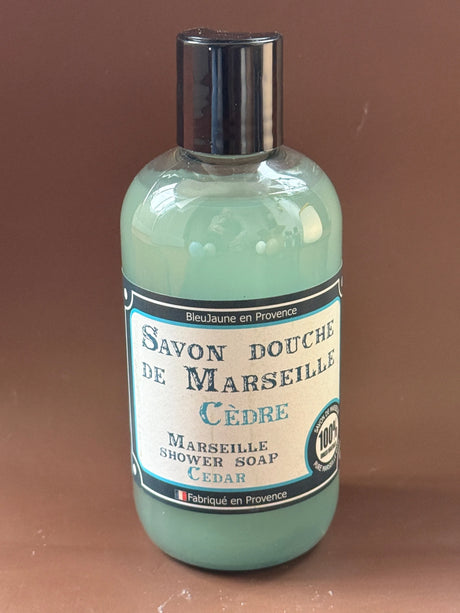 BleuJaune en Provence
SAVON DOUCHE
DE MARSEILLE
CÈDRE
MARSEILLE
SHOWER SOAP
CEDAR
100%
Fabriqué en Provence